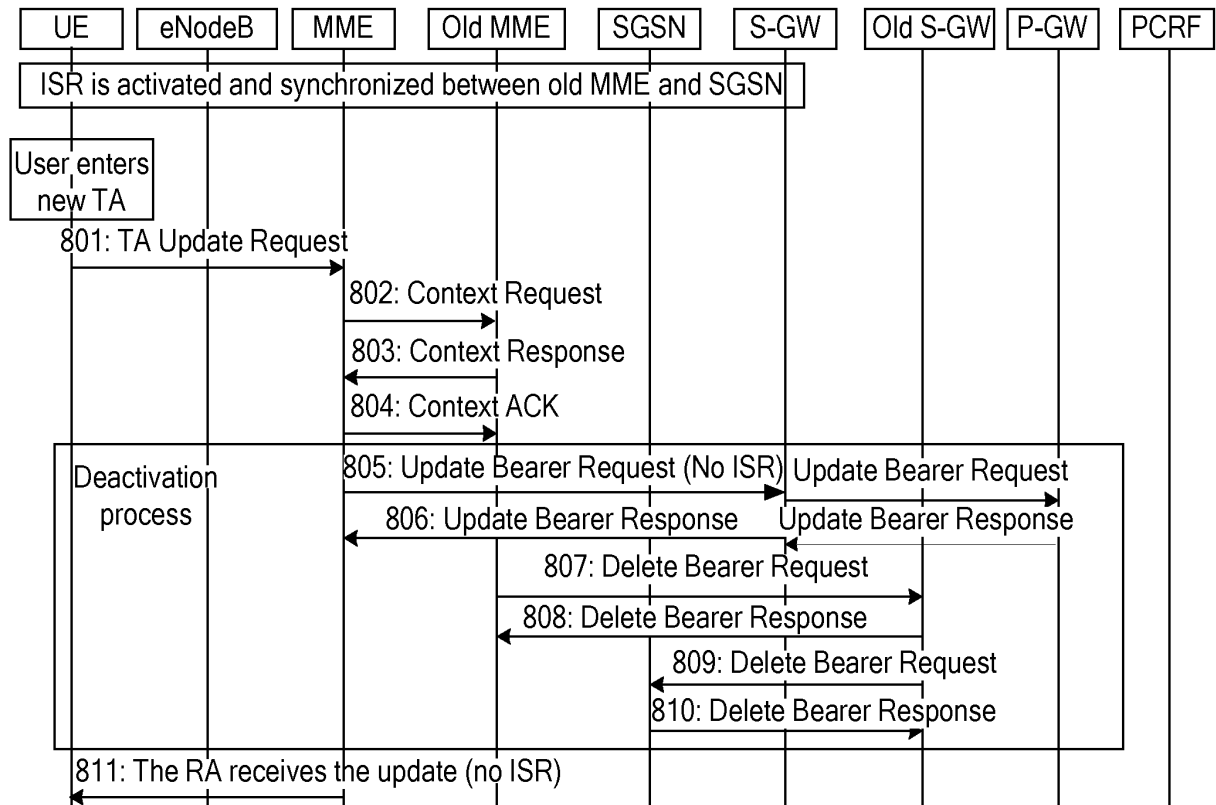 UE eNodeB MME Old MME SGSN S-GW Old S-GW P-GW PCRF
ISR is activated and synchronized between old MME and SGSN
User enters
new TA
801: TA Update Request
802: Context Request
803: Context Response
804: Context ACK
Deactivation
process
805: Update Bearer Request (No ISR)
Update Bearer Request
806: Update Bearer Response
Update Bearer Response
807: Delete Bearer Request
808: Delete Bearer Response
809: Delete Bearer Request
810: Delete Bearer Response
811: The RA receives the update (no ISR)